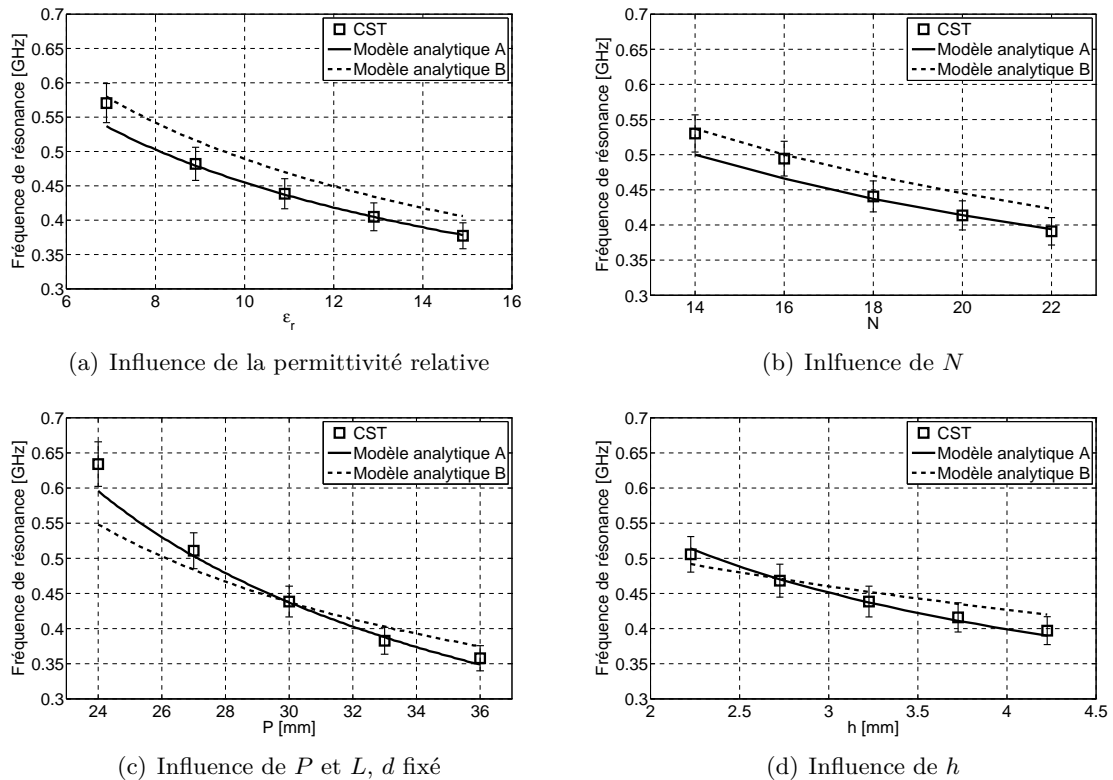 0.7
0.65
0.6
0.55
0.5
0.45
0.4
0.35
0.3
Fréquence de résonance [GHz]
CST
Modèle analytique A
Modèle analytique B
6 8 10 12 14 16
ε_r
(a) Influence de la permittivité relative
0.7
0.65
0.6
0.55
0.5
0.45
0.4
0.35
0.3
Fréquence de résonance [GHz]
CST
Modèle analytique A
Modèle analytique B
14 16 18 20 22
N
(b) Inlfuence de N
0.7
0.65
0.6
0.55
0.5
0.45
0.4
0.35
0.3
Fréquence de résonance [GHz]
CST
Modèle analytique A
Modèle analytique B
24 26 28 30 32 34 36
P [mm]
(c) Influence de P et L, d fixé
0.7
0.65
0.6
0.55
0.5
0.45
0.4
0.35
0.3
Fréquence de résonance [GHz]
CST
Modèle analytique A
Modèle analytique B
2 2.5 3 3.5 4 4.5
h [mm]
(d) Influence de h